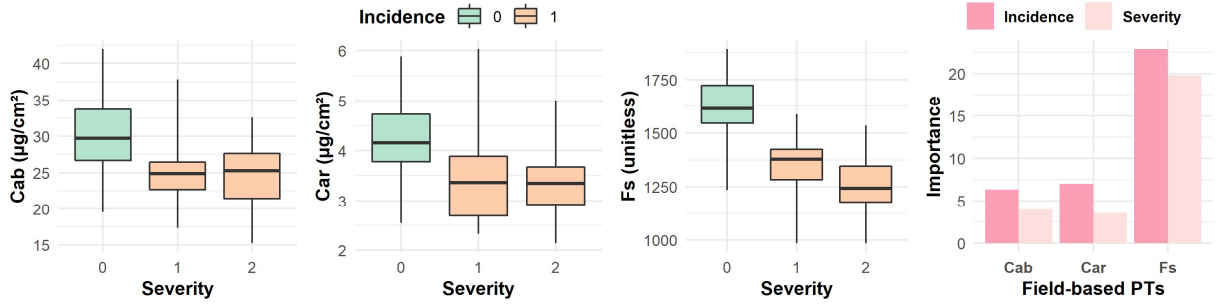 Incidence 0 1
Cab (µg/cm²)
40
35
30
25
20
15
0 1 2
Severity
Car (µg/cm²)
6
5
4
3
2
0 1 2
Severity
Fs (unitless)
1750
1500
1250
1000
0 1 2
Severity
Incidence Severity
Importance
20
15
10
5
0
Cab Car Fs
Field-based PTs